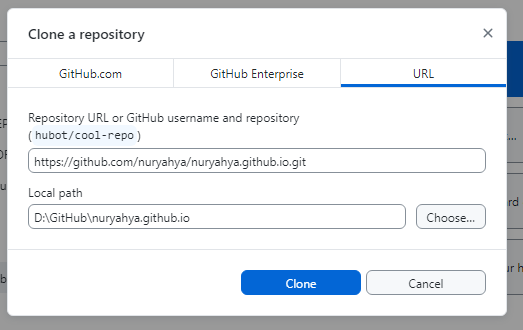 Clone a repository
GitHub.com
GitHub Enterprise
URL
Repository URL or GitHub username and repository
( hubot/cool-repo )
https://github.com/nuryahya/nuryahya.github.io.git
Local path
D:\GitHub\nuryahya.github.io
Choose...
Clone
Cancel